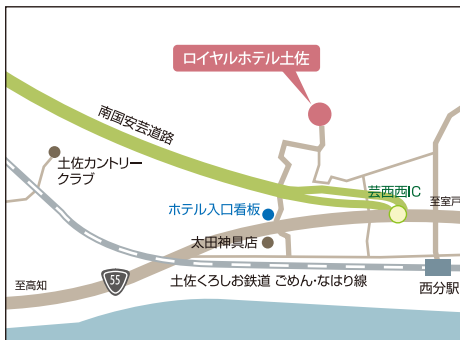 ロイヤルホテル土佐
南国安芸道路
土佐カントリー
クラブ
芸西西IC
至室戸
ホテル入口看板
太田神具店
至高知
55
土佐くろしお鉄道 ごめん・なはり線
西分駅